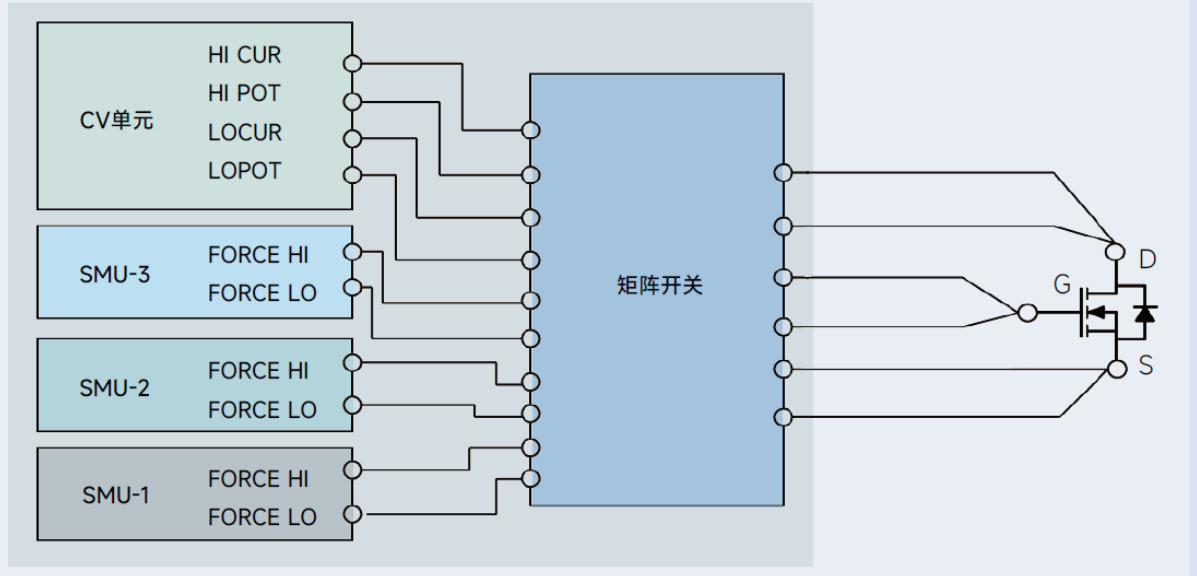 CV单元
HI CUR
HI POT
LOCUR
LOPOT
SMU-3
FORCE HI
FORCE LO
SMU-2
FORCE HI
FORCE LO
SMU-1
FORCE HI
FORCE LO
矩阵开关
D
G
S